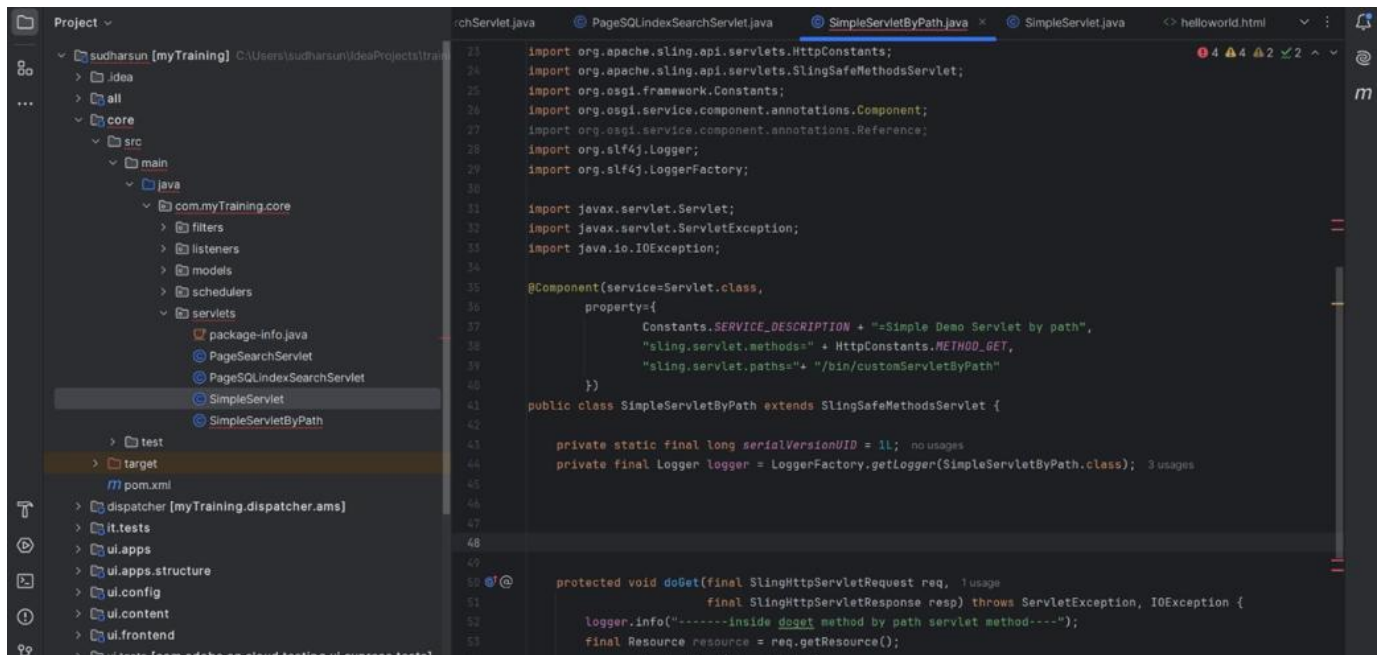 Project
rchServlet.java
PageSQLindexSearchServlet.java
SimpleServletByPath.java
SimpleServlet.java
<> helloworld.html
sudharsun [myTraining] C:\Users\sudharsun\IdeaProjects\traini
.idea
all
core
src
main
java
com.myTraining.core
filters
listeners
models
schedulers
servlets
package-info.java
PageSearchServlet
PageSQLindexSearchServlet
SimpleServlet
SimpleServletByPath
test
target
pom.xml
dispatcher [myTraining.dispatcher.ams]
it.tests
ui.apps
ui.apps.structure
ui.config
ui.content
ui.frontend
4 4 2 2
m
23 import org.apache.sling.api.servlets.HttpConstants;
24 import org.apache.sling.api.servlets.SlingSafeMethodsServlet;
25 import org.osgi.framework.Constants;
26 import org.osgi.service.component.annotations.Component;
27 import org.osgi.service.component.annotations.Reference;
28 import org.slf4j.Logger;
29 import org.slf4j.LoggerFactory;
30
31 import javax.servlet.Servlet;
32 import javax.servlet.ServletException;
33 import java.io.IOException;
34
35 @Component(service=Servlet.class,
36 property={
37 Constants.SERVICE_DESCRIPTION + "=Simple Demo Servlet by path",
38 "sling.servlet.methods=" + HttpConstants.METHOD_GET,
39 "sling.servlet.paths="+ "/bin/customServletByPath"
40 })
41 public class SimpleServletByPath extends SlingSafeMethodsServlet {
42
43 private static final long serialVersionUID = 1L; no usages
44 private final Logger logger = LoggerFactory.getLogger(SimpleServletByPath.class); 3 usages
45
46
47
48
49
50 protected void doGet(final SlingHttpServletRequest req, 1 usage
51 final SlingHttpServletResponse resp) throws ServletException, IOException {
52 logger.info("-------inside doget method by path servlet method----");
53 final Resource resource = req.getResource();